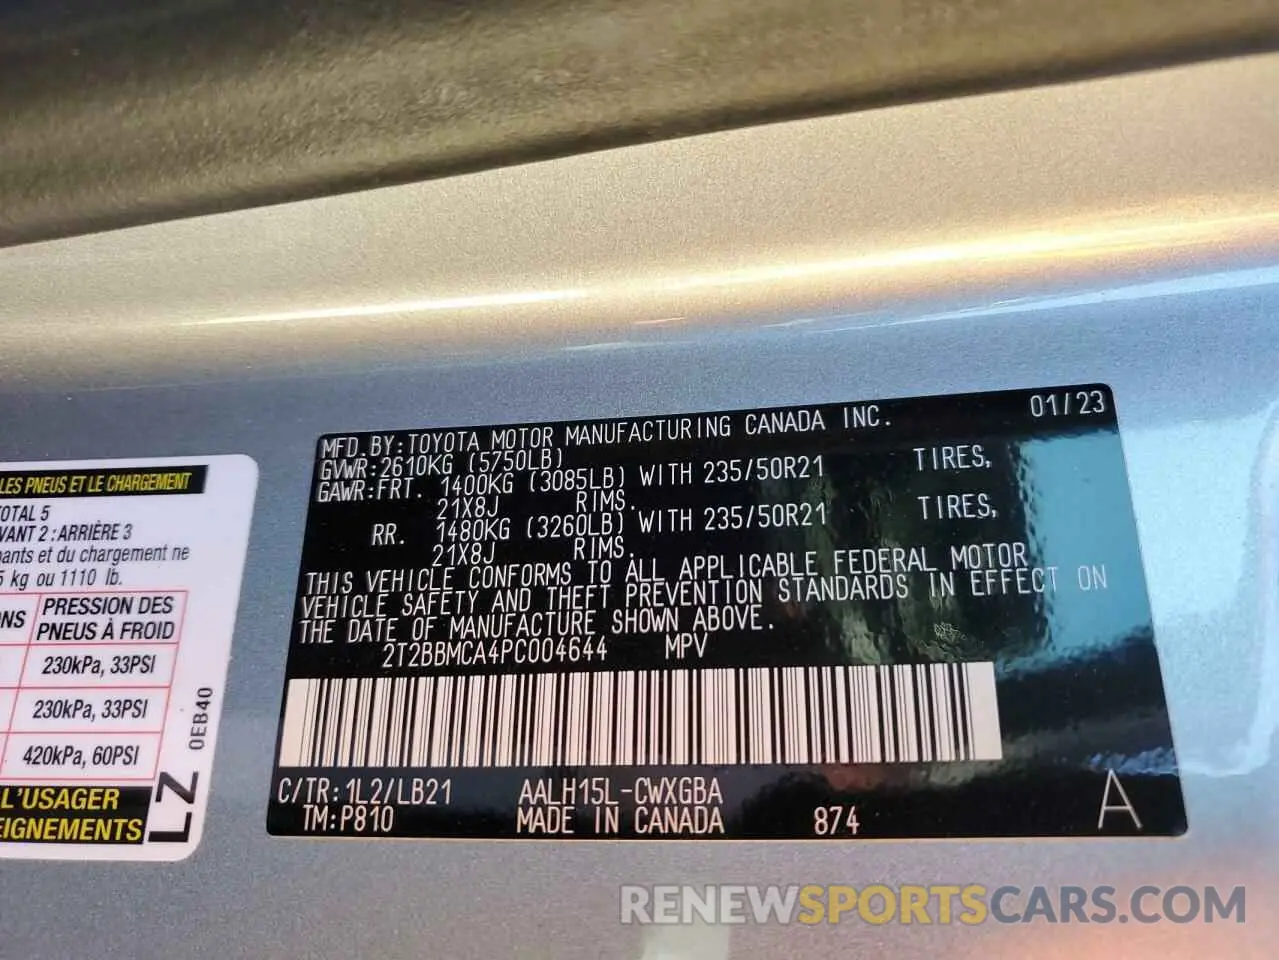 LES PNEUS ET LE CHARGEMENT
TOTAL 5
VANT 2 : ARRIÈRE 3
pants et du chargement ne
5 kg ou 1110 lb.
NS PRESSION DES
PNEUS À FROID
230kPa, 33PSI
230kPa, 33PSI
420kPa, 60PSI
L'USAGER
EIGNEMENTS
0EB40
LZ
MFD.BY:TOYOTA MOTOR MANUFACTURING CANADA INC. 01/23
GVWR:2610KG (5750LB)
GAWR:FRT. 1400KG (3085LB) WITH 235/50R21 TIRES,
21X8J RIMS.
RR. 1480KG (3260LB) WITH 235/50R21 TIRES,
21X8J RIMS.
THIS VEHICLE CONFORMS TO ALL APPLICABLE FEDERAL MOTOR
VEHICLE SAFETY AND THEFT PREVENTION STANDARDS IN EFFECT ON
THE DATE OF MANUFACTURE SHOWN ABOVE.
2T2BBMCA4PC004644 MPV
C/TR:1L2/LB21 AALH15L-CWXGBA
TM:P810 MADE IN CANADA 874 A
RENEWSPORTSCARS.COM